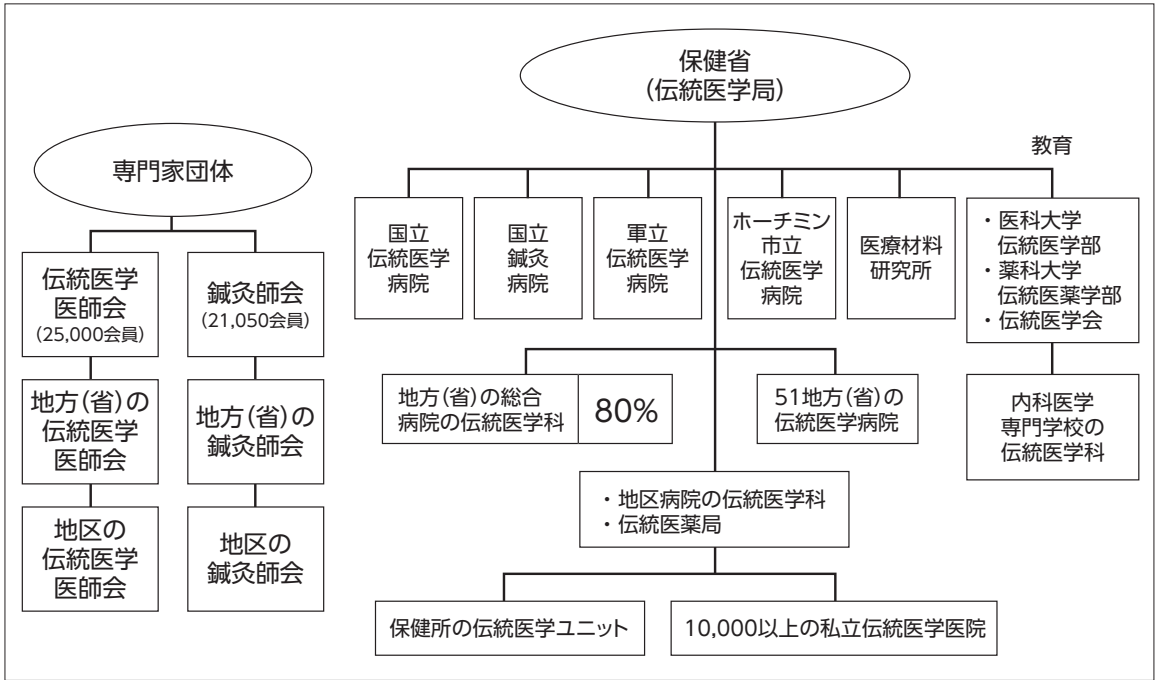 専門家団体
伝統医学
医師会
(25,000会員)
鍼灸師会
(21,050会員)
地方(省)の
伝統医学
医師会
地方(省)の
鍼灸師会
地区の
伝統医学
医師会
地区の
鍼灸師会
保健省
(伝統医学局)
教育
国立
伝統医学
病院
国立
鍼灸
病院
軍立
伝統医学
病院
ホーチミン
市立
伝統医学
病院
医療材料
研究所
・医科大学
伝統医学部
・薬科大学
伝統医薬学部
・伝統医学会
地方(省)の総合
病院の伝統医学科
80%
51地方(省)の
伝統医学病院
内科医学
専門学校の
伝統医学科
・地区病院の伝統医学科
・伝統医薬局
保健所の伝統医学ユニット
10,000以上の私立伝統医学医院